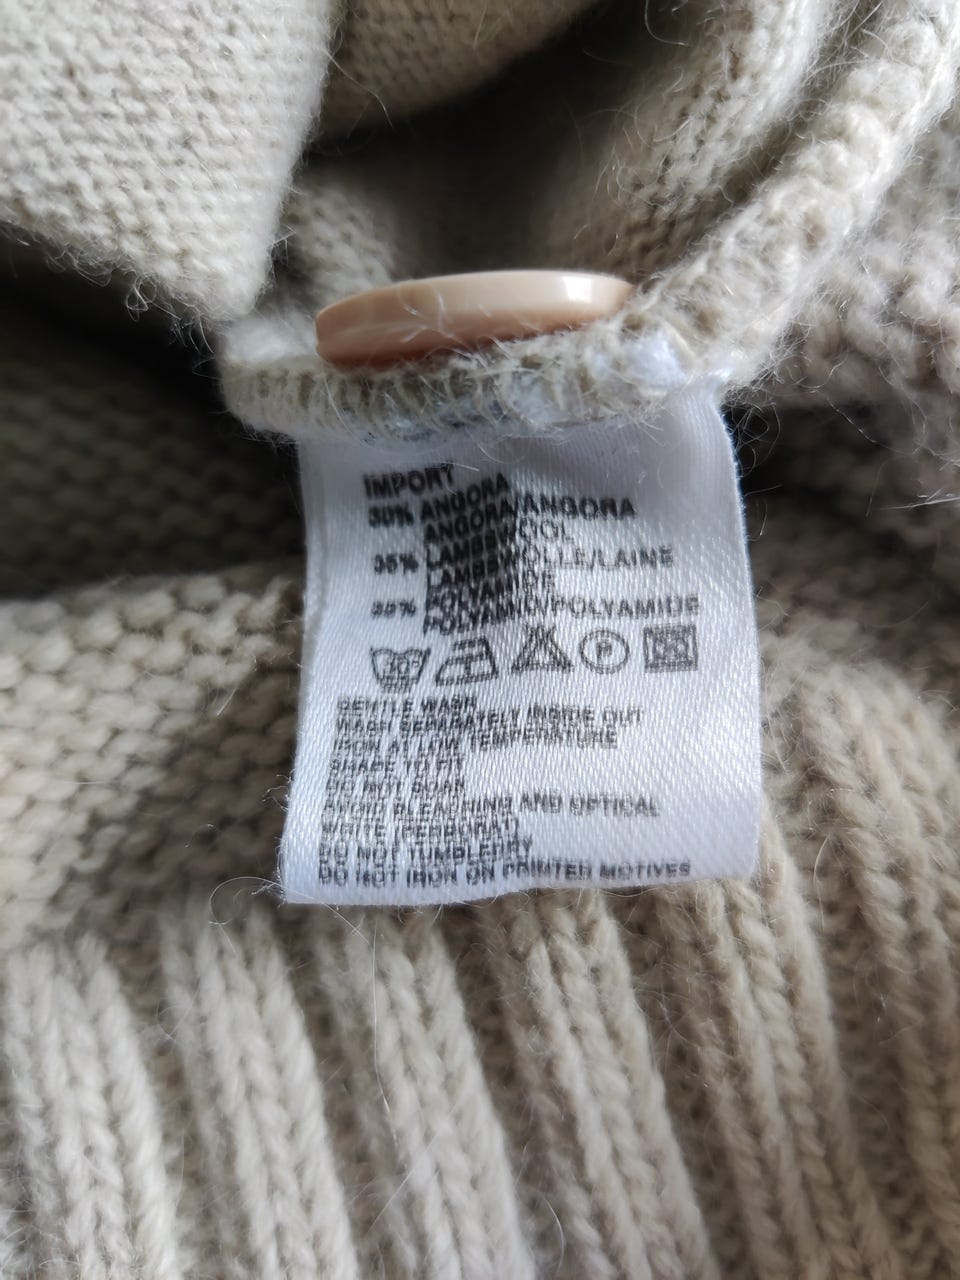 IMPORT
ANGORA
ANGORA/ANGORA
35% LAMBSWOOL
LAMBSWOLLE/LAINE
POLYAMID/POLYAMIDE
30°
P
GENTLE WASH
WASH SEPARATELY INSIDE OUT
IRON AT LOW TEMPERATURE
SHAPE TO FIT
DO NOT SOAK
AVOID BLEACHING AND OPTICAL
WHITE (PERBORAT)
DO NOT TUMBLEDRY
DO NOT IRON ON PRINTED MOTIVES